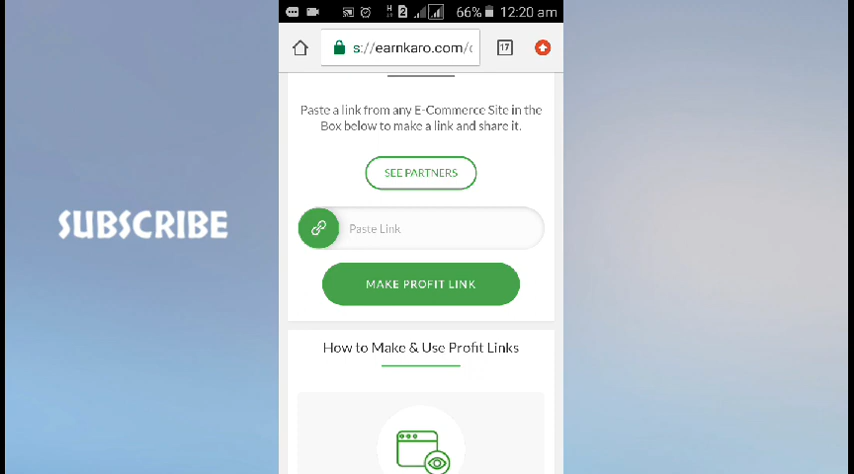 66% 12:20 am
s://earnkaro.com/
17
Paste a link from any E-Commerce Site in the
Box below to make a link and share it.
SEE PARTNERS
SUBSCRIBE
Paste Link
MAKE PROFIT LINK
How to Make & Use Profit Links